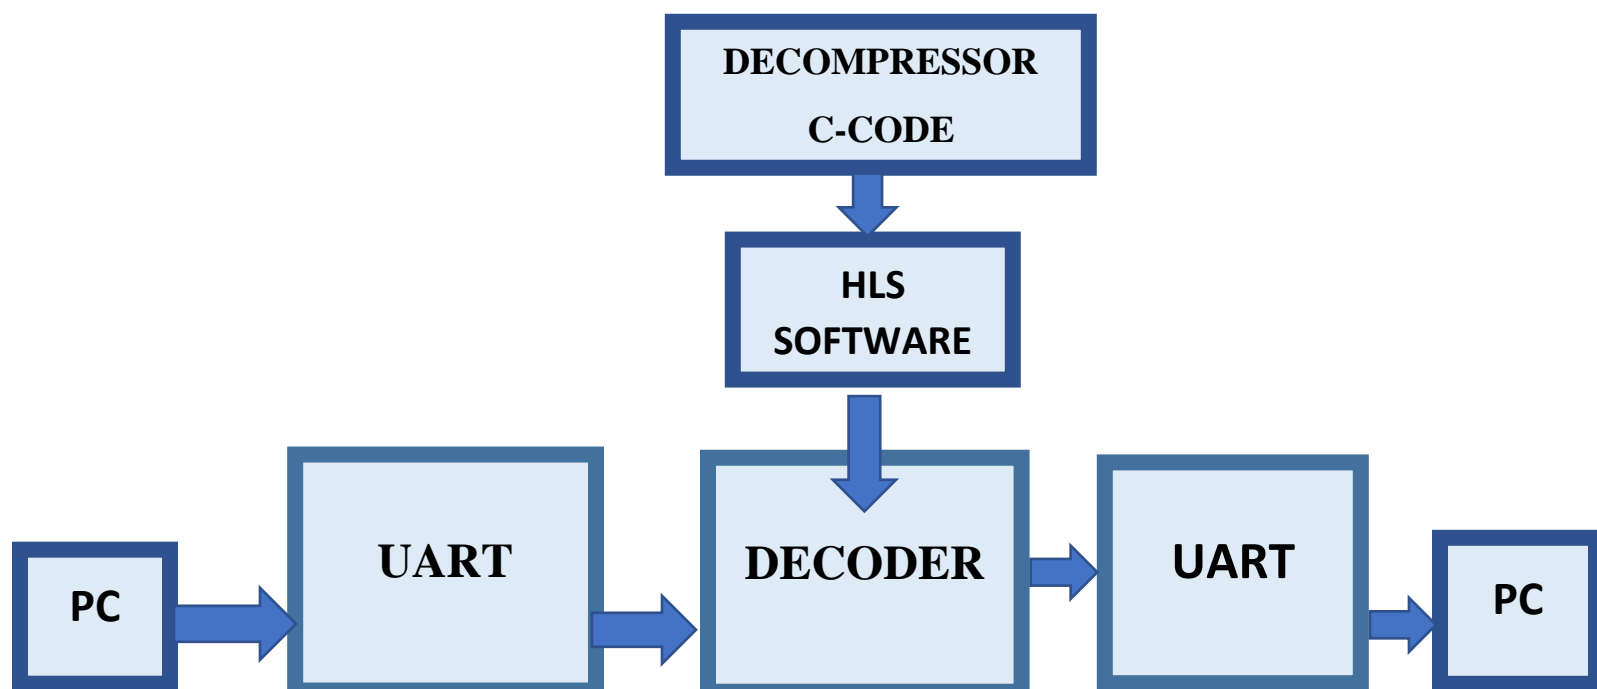 DECOMPRESSOR
C-CODE
HLS
SOFTWARE
PC
UART
DECODER
UART
PC